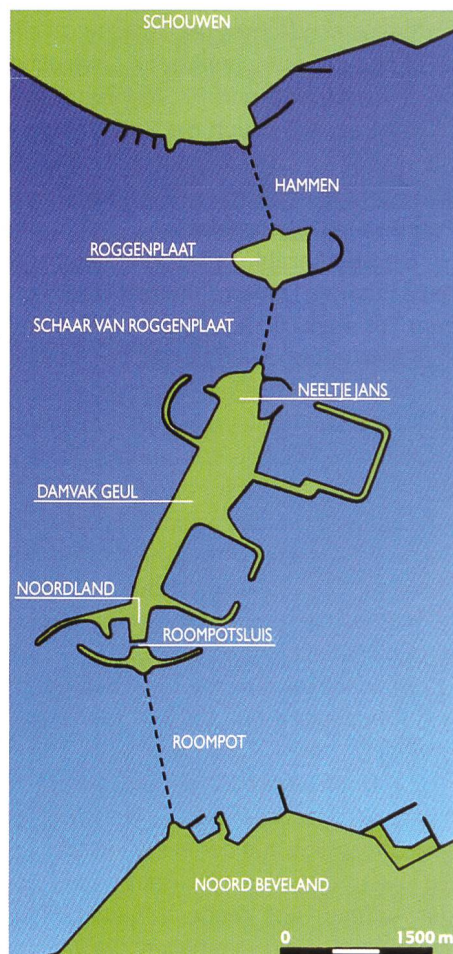 SCHOUWEN
HAMMEN
ROGGENPLAAT
SCHAAR VAN ROGGENPLAAT
NEELTJE JANS
DAMVAK GEUL
NOORDLAND
ROOMPOTSLUIS
ROOMPOT
NOORD BEVELAND
0 1500 m